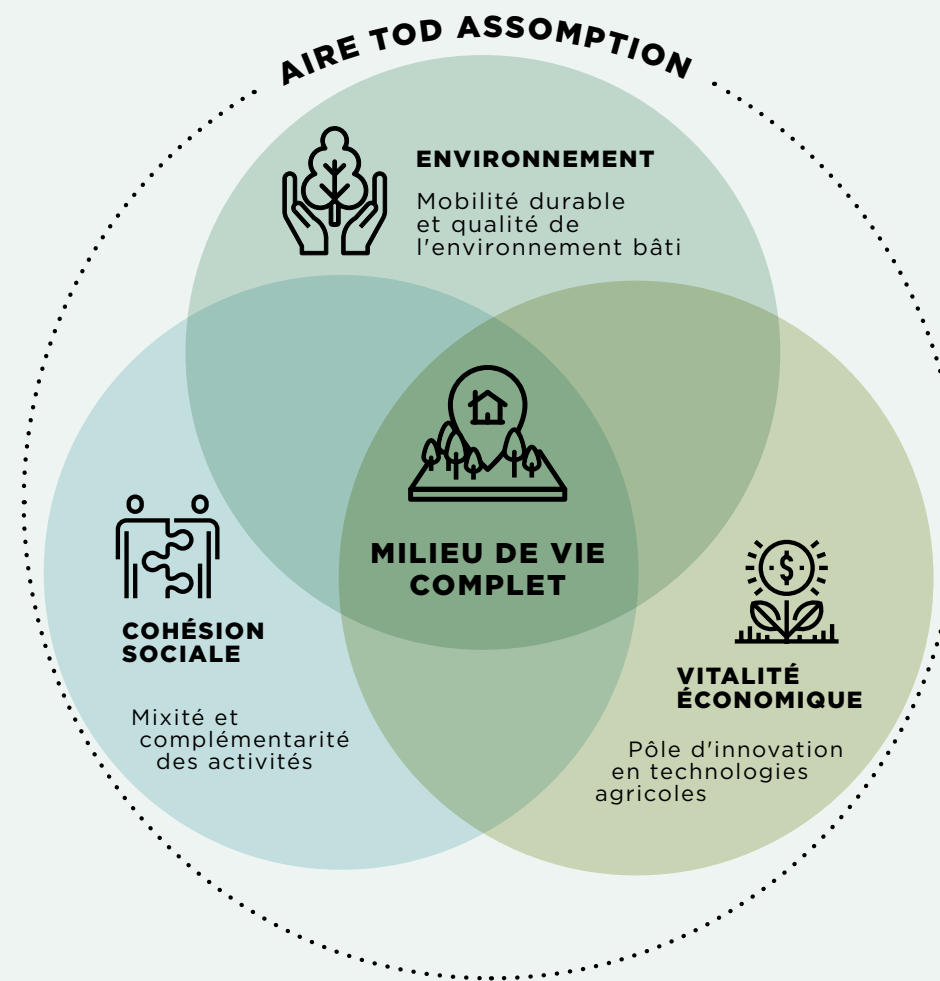 AIRE TOD ASSOMPTION
ENVIRONNEMENT
Mobilité durable
et qualité de
l'environnement bâti
MILIEU DE VIE
COMPLET
COHÉSION
SOCIALE
Mixité et
complémentarité
des activités
$
VITALITÉ
ÉCONOMIQUE
Pôle d'innovation
en technologies
agricoles